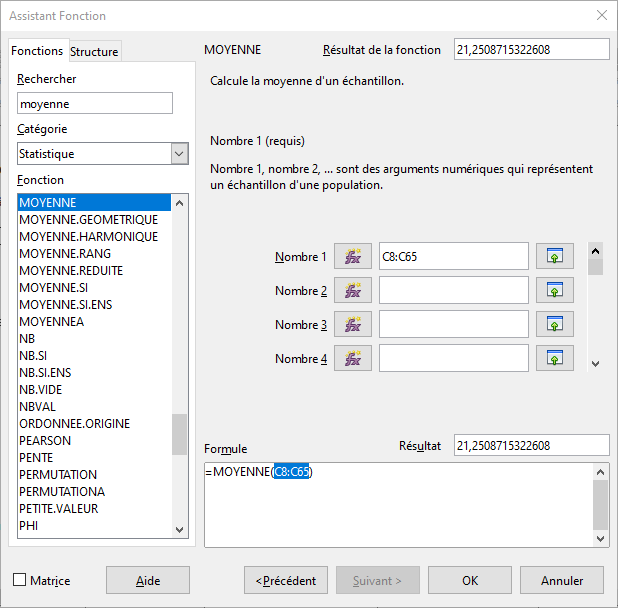 Assistant Fonction
Fonctions
Structure
Rechercher
moyenne
Catégorie
Statistique
Fonction
MOYENNE
MOYENNE.GEOMETRIQUE
MOYENNE.HARMONIQUE
MOYENNE.RANG
MOYENNE.REDUITE
MOYENNE.SI
MOYENNE.SI.ENS
MOYENNEA
NB
NB.SI
NB.SI.ENS
NB.VIDE
NBVAL
ORDONNEE.ORIGINE
PEARSON
PENTE
PERMUTATION
PERMUTATIONA
PETITE.VALEUR
PHI
MOYENNE
Résultat de la fonction 21,2508715322608
Calcule la moyenne d'un échantillon.
Nombre 1 (requis)
Nombre 1, nombre 2, ... sont des arguments numériques qui représentent
un échantillon d'une population.
Nombre 1 fx C8:C65
Nombre 2 fx
Nombre 3 fx
Nombre 4 fx
Formule
Résultat 21,2508715322608
=MOYENNE(C8:C65)
Matrice
Aide
<Précédent
Suivant >
OK
Annuler